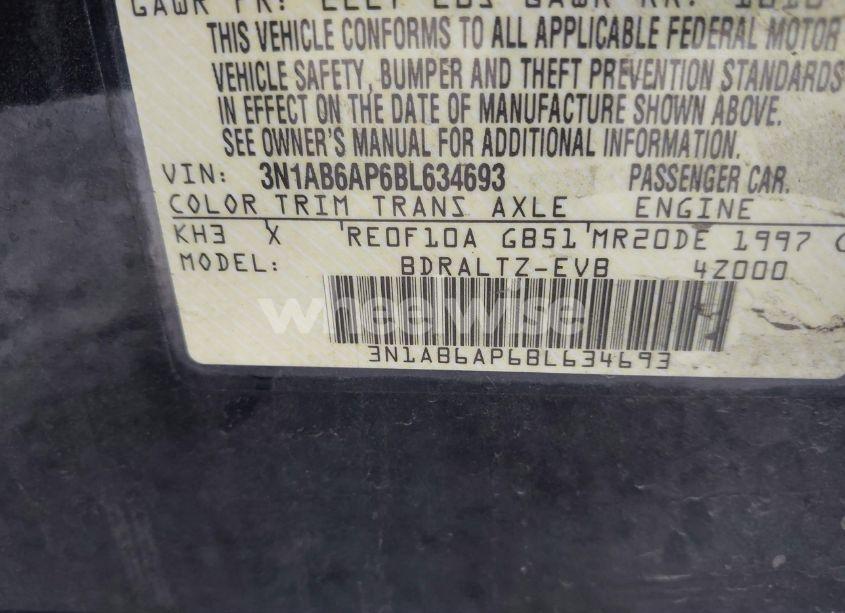 THIS VEHICLE CONFORMS TO ALL APPLICABLE FEDERAL MOTOR
VEHICLE SAFETY, BUMPER AND THEFT PREVENTION STANDARDS
IN EFFECT ON THE DATE OF MANUFACTURE SHOWN ABOVE.
SEE OWNER'S MANUAL FOR ADDITIONAL INFORMATION.
VIN: 3N1AB6AP6BL634693 PASSENGER CAR.
COLOR TRIM TRANS AXLE ENGINE
KH3 X RE0F10A GB51 MR20DE 1997
MODEL: BDRALTZ-EVB 4Z000
wheelwise
3N1AB6AP6BL634693